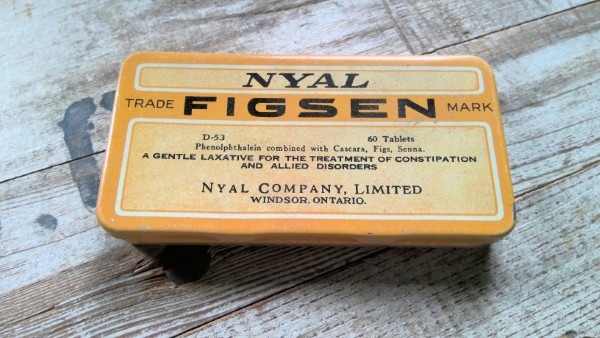 NYAL
TRADE FIGSEN MARK
D-53 60 Tablets
Phenolphthalein combined with Cascara, Figs, Senna.
A GENTLE LAXATIVE FOR THE TREATMENT OF CONSTIPATION
AND ALLIED DISORDERS
NYAL COMPANY, LIMITED
WINDSOR, ONTARIO.